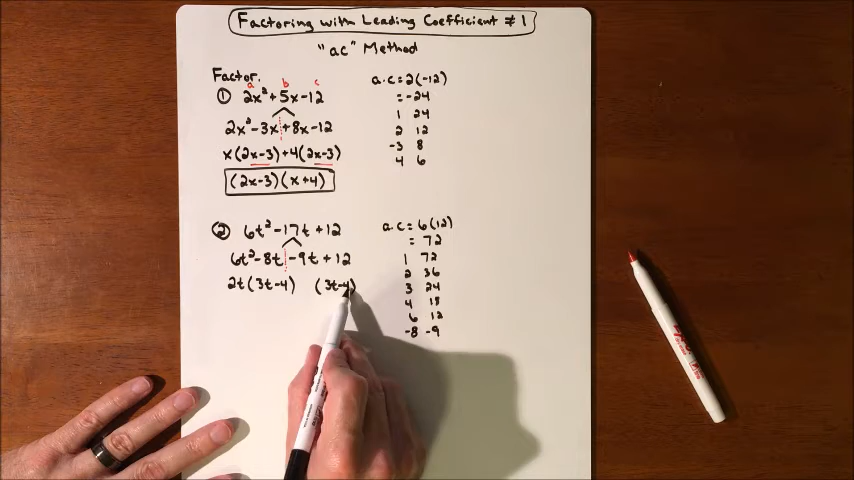 Factoring with Leading Coefficient ≠ 1
"ac" Method
Factor.
a b c
① 2x² + 5x - 12
2x² - 3x + 8x - 12
x(2x-3) + 4(2x-3)
(2x-3)(x+4)
a·c = 2(-12)
= -24
1 24
2 12
-3 8
4 6
② 6t² - 17t + 12
6t² - 8t - 9t + 12
2t(3t-4) (3t-4)
a·c = 6(12)
= 72
1 72
2 36
3 24
4 18
6 12
-8 -9